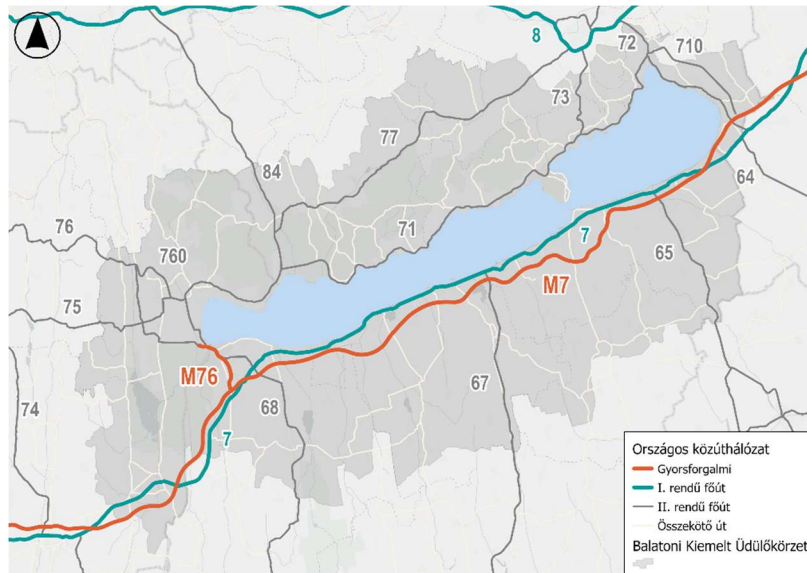 8
72
710
73
77
84
64
76
71
7
760
65
75
M7
M76
67
74
68
7
Országos közúthálózat
Gyorsforgalmi
I. rendű főút
II. rendű főút
Összekötő út
Balatoni Kiemelt Üdülőkörzet